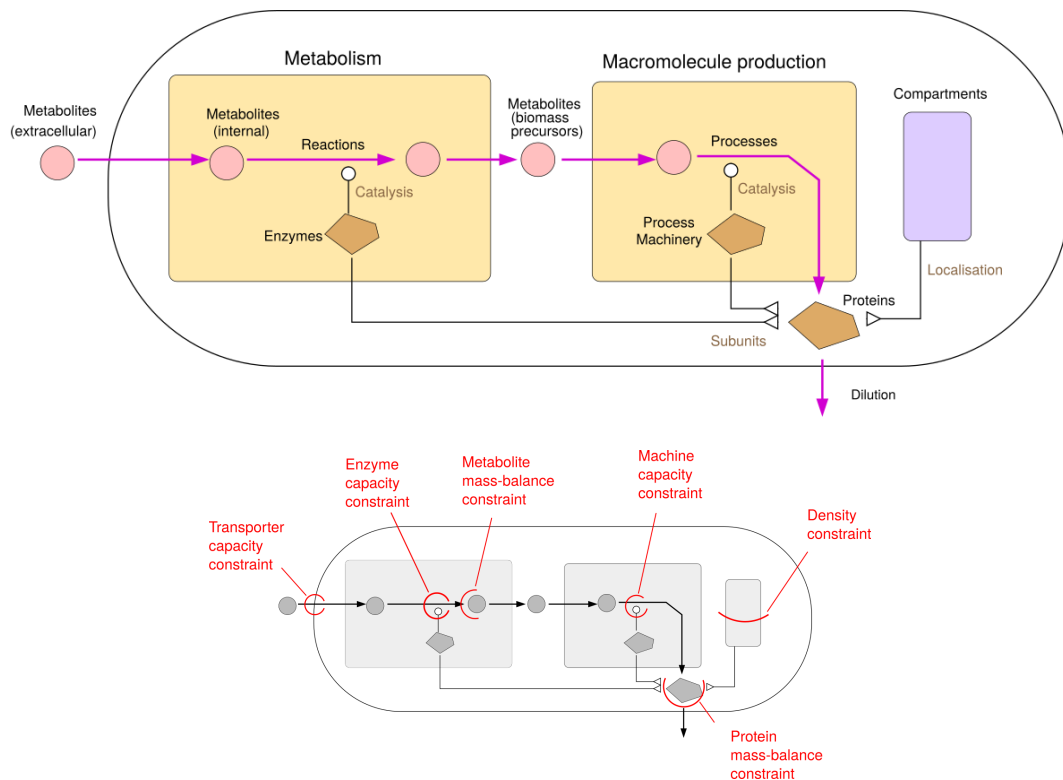 Metabolism
Macromolecule production
Metabolites
(extracellular)
Metabolites
(internal)
Reactions
Catalysis
Enzymes
Metabolites
(biomass
precursors)
Processes
Catalysis
Process
Machinery
Compartments
Localisation
Proteins
Subunits
Dilution
Transporter
capacity
constraint
Enzyme
capacity
constraint
Metabolite
mass-balance
constraint
Machine
capacity
constraint
Density
constraint
Protein
mass-balance
constraint